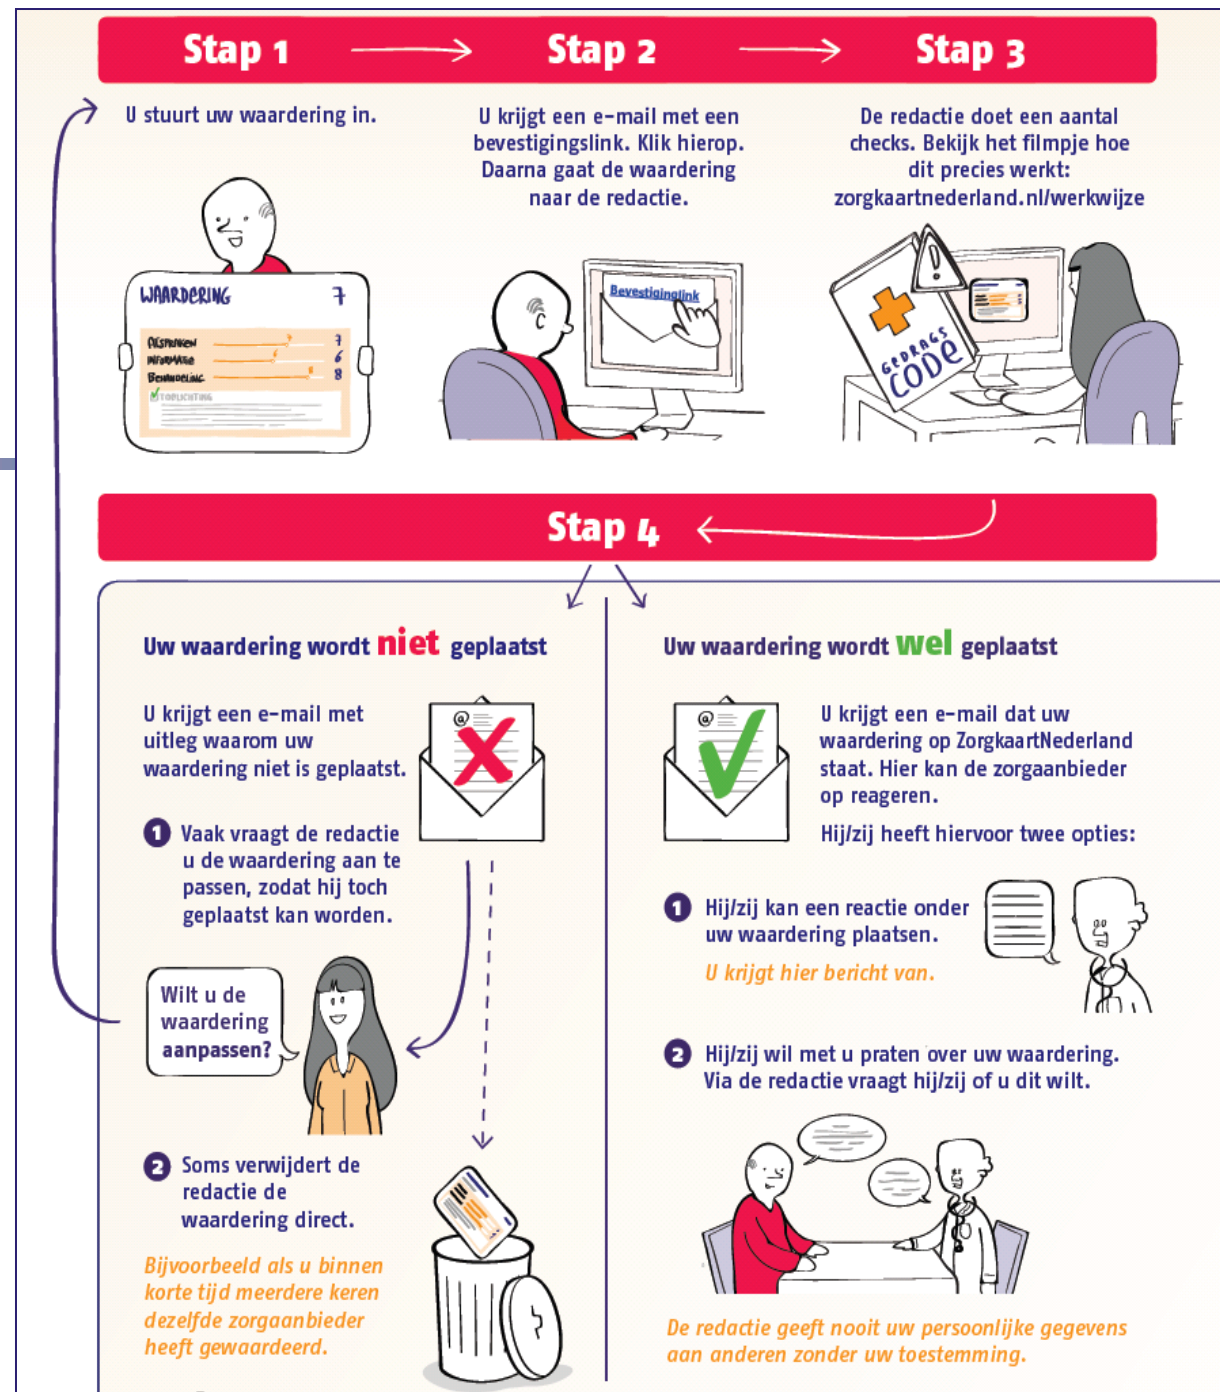 Stap 1
Stap 2
Stap 3
U stuurt uw waardering in.
U krijgt een e-mail met een
bevestigingslink. Klik hierop.
Daarna gaat de waardering
naar de redactie.
De redactie doet een aantal
checks. Bekijk het filmpje hoe
dit precies werkt:
zorgkaartnederland.nl/werkwijze
WAARDERING 7
AFSPRAKEN 7
INFORMATIE 6
BEHANDELING 8
TOELICHTING
Bevestiginglink
GEDRAGS
CODE
Stap 4
Uw waardering wordt niet geplaatst
U krijgt een e-mail met
uitleg waarom uw
waardering niet is geplaatst.
@
1 Vaak vraagt de redactie
u de waardering aan te
passen, zodat hij toch
geplaatst kan worden.
Wilt u de
waardering
aanpassen?
2 Soms verwijdert de
redactie de
waardering direct.
Bijvoorbeeld als u binnen
korte tijd meerdere keren
dezelfde zorgaanbieder
heeft gewaardeerd.
Uw waardering wordt wel geplaatst
@
U krijgt een e-mail dat uw
waardering op ZorgkaartNederland
staat. Hier kan de zorgaanbieder
op reageren.
Hij/zij heeft hiervoor twee opties:
1 Hij/zij kan een reactie onder
uw waardering plaatsen.
U krijgt hier bericht van.
2 Hij/zij wil met u praten over uw waardering.
Via de redactie vraagt hij/zij of u dit wilt.
De redactie geeft nooit uw persoonlijke gegevens
aan anderen zonder uw toestemming.